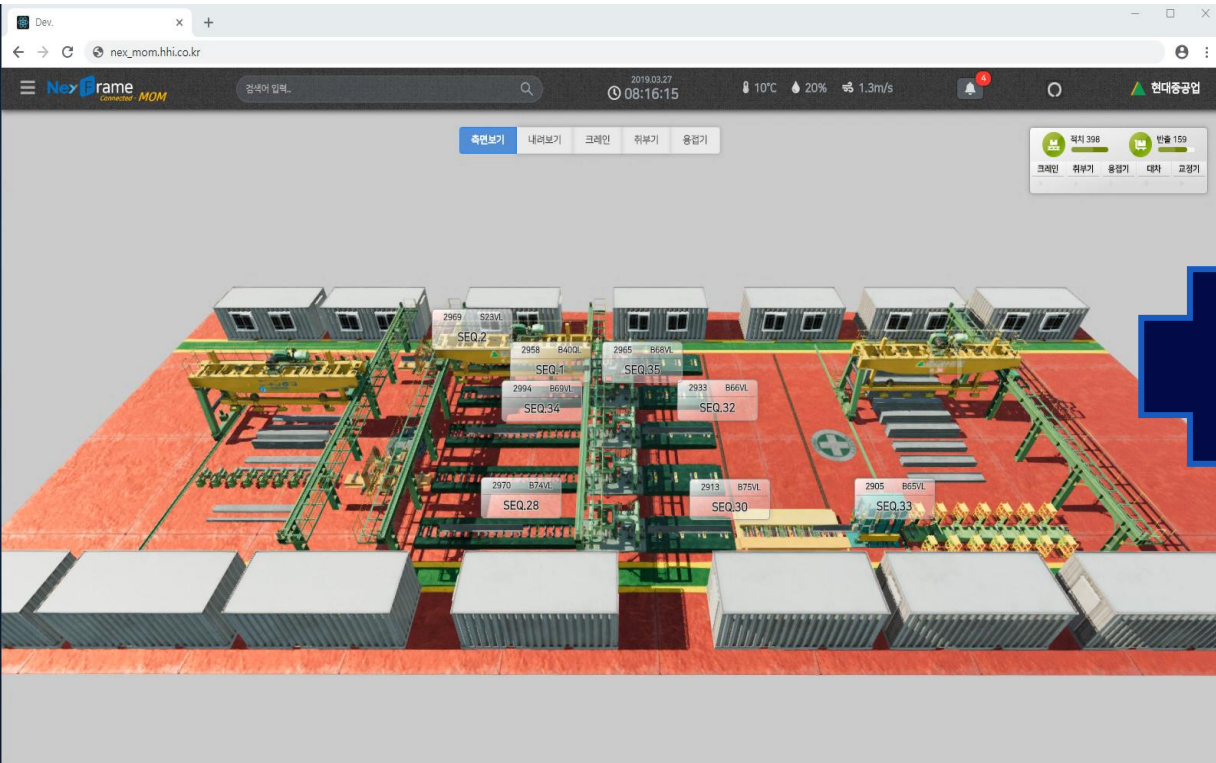 Dev.
nex_mom.hhi.co.kr
Nex Frame
Connected - MOM
검색어 입력..
2019.03.27
08:16:15
10℃ 20% 1.3m/s
4
현대중공업
측면보기 내려보기 크레인 취부기 용접기
적치 398 반출 159
크레인 취부기 용접기 대차 교정기
2969 S23VL
SEQ.2
2958 B40QL
SEQ.1
2965 B68VL
SEQ.35
2994 B69VL
SEQ.34
2933 B66VL
SEQ.32
2970 B74VL
SEQ.28
2913 B75VL
SEQ.30
2905 B65VL
SEQ.33